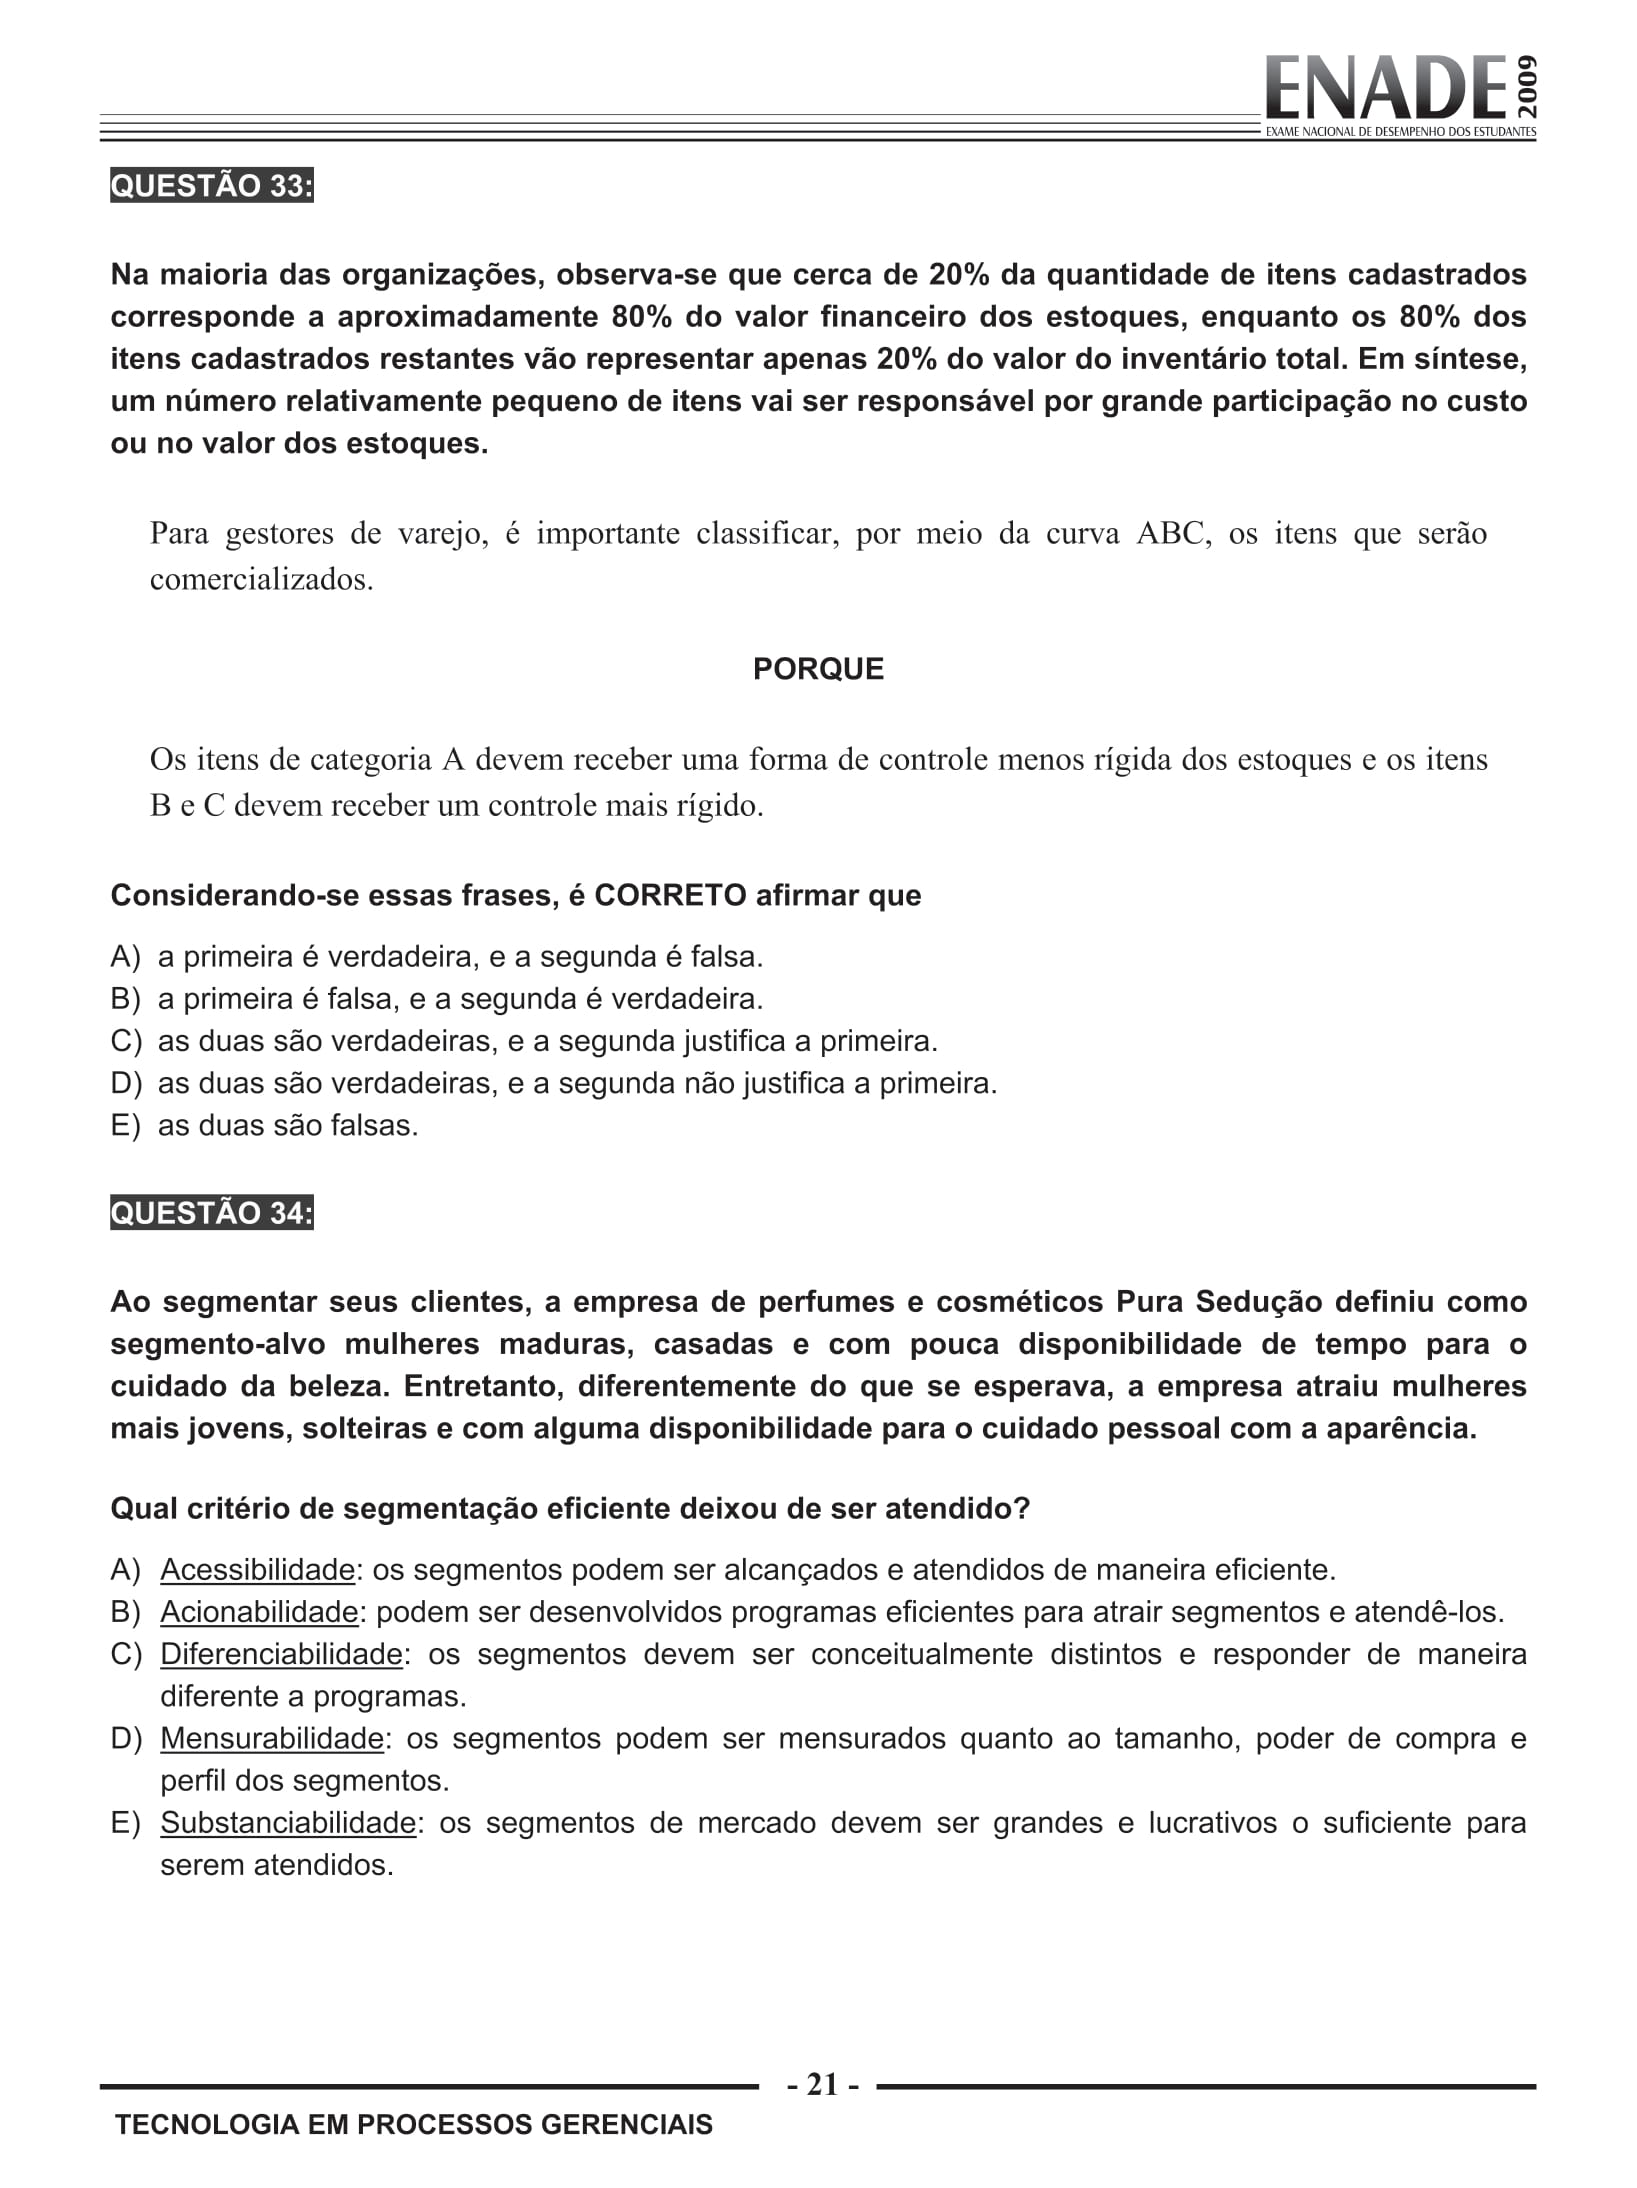 ENADE 2009
EXAME NACIONAL DE DESEMPENHO DOS ESTUDANTES
QUESTÃO 33:
Na maioria das organizações, observa-se que cerca de 20% da quantidade de itens cadastrados
corresponde a aproximadamente 80% do valor financeiro dos estoques, enquanto os 80% dos
itens cadastrados restantes vão representar apenas 20% do valor do inventário total. Em síntese,
um número relativamente pequeno de itens vai ser responsável por grande participação no custo
ou no valor dos estoques.
Para gestores de varejo, é importante classificar, por meio da curva ABC, os itens que serão
comercializados.
PORQUE
Os itens de categoria A devem receber uma forma de controle menos rígida dos estoques e os itens
B e C devem receber um controle mais rígido.
Considerando-se essas frases, é CORRETO afirmar que
A) a primeira é verdadeira, e a segunda é falsa.
B) a primeira é falsa, e a segunda é verdadeira.
C) as duas são verdadeiras, e a segunda justifica a primeira.
D) as duas são verdadeiras, e a segunda não justifica a primeira.
E) as duas são falsas.
QUESTÃO 34:
Ao segmentar seus clientes, a empresa de perfumes e cosméticos Pura Sedução definiu como
segmento-alvo mulheres maduras, casadas e com pouca disponibilidade de tempo para o
cuidado da beleza. Entretanto, diferentemente do que se esperava, a empresa atraiu mulheres
mais jovens, solteiras e com alguma disponibilidade para o cuidado pessoal com a aparência.
Qual critério de segmentação eficiente deixou de ser atendido?
A) Acessibilidade: os segmentos podem ser alcançados e atendidos de maneira eficiente.
B) Acionabilidade: podem ser desenvolvidos programas eficientes para atrair segmentos e atendê-los.
C) Diferenciabilidade: os segmentos devem ser conceitualmente distintos e responder de maneira
diferente a programas.
D) Mensurabilidade: os segmentos podem ser mensurados quanto ao tamanho, poder de compra e
perfil dos segmentos.
E) Substanciabilidade: os segmentos de mercado devem ser grandes e lucrativos o suficiente para
serem atendidos.
- 21 -
TECNOLOGIA EM PROCESSOS GERENCIAIS